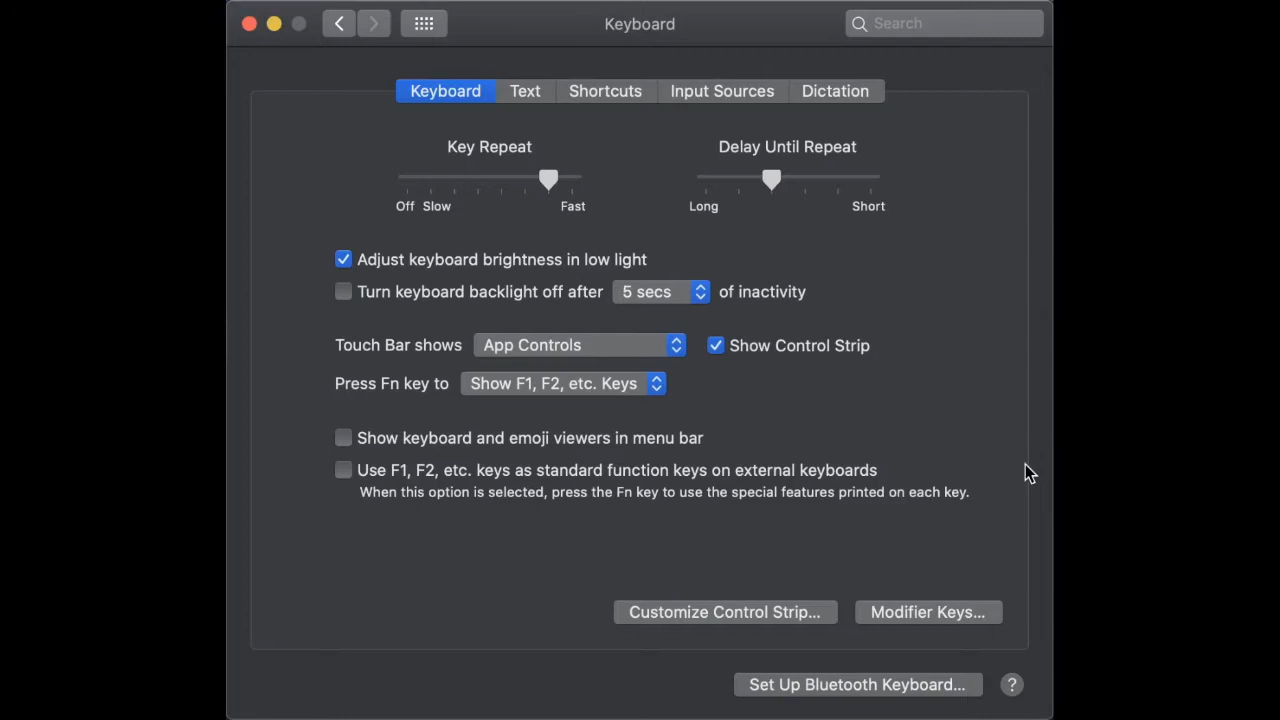 Keyboard
Search
Keyboard Text Shortcuts Input Sources Dictation
Key Repeat Delay Until Repeat
Off Slow Fast Long Short
Adjust keyboard brightness in low light
Turn keyboard backlight off after 5 secs of inactivity
Touch Bar shows App Controls Show Control Strip
Press Fn key to Show F1, F2, etc. Keys
Show keyboard and emoji viewers in menu bar
Use F1, F2, etc. keys as standard function keys on external keyboards
When this option is selected, press the Fn key to use the special features printed on each key.
Customize Control Strip... Modifier Keys...
Set Up Bluetooth Keyboard... ?